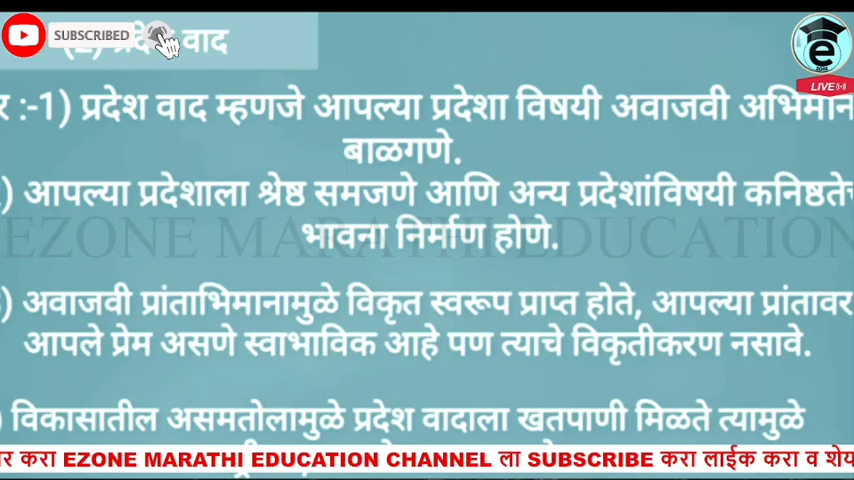 SUBSCRIBED
(2) प्रदेश वाद
LIVE
:-1) प्रदेश वाद म्हणजे आपल्या प्रदेशा विषयी अवाजवी अभिमान
बाळगणे.
) आपल्या प्रदेशाला श्रेष्ठ समजणे आणि अन्य प्रदेशांविषयी
भावना निर्माण होणे.
EZONE MARATHI EDUCATION
) अवाजवी प्रांताभिमानामुळे विकृत स्वरूप प्राप्त होते, आपल्या प्रांतावर
आपले प्रेम असणे स्वाभाविक आहे पण त्याचे विकृतीकरण नसावे.
) विकासातील असमतोलामुळे प्रदेश वादाला खतपाणी मिळते त्यामुळे
करा EZONE MARATHI EDUCATION CHANNEL ला SUBSCRIBE करा लाईक करा व